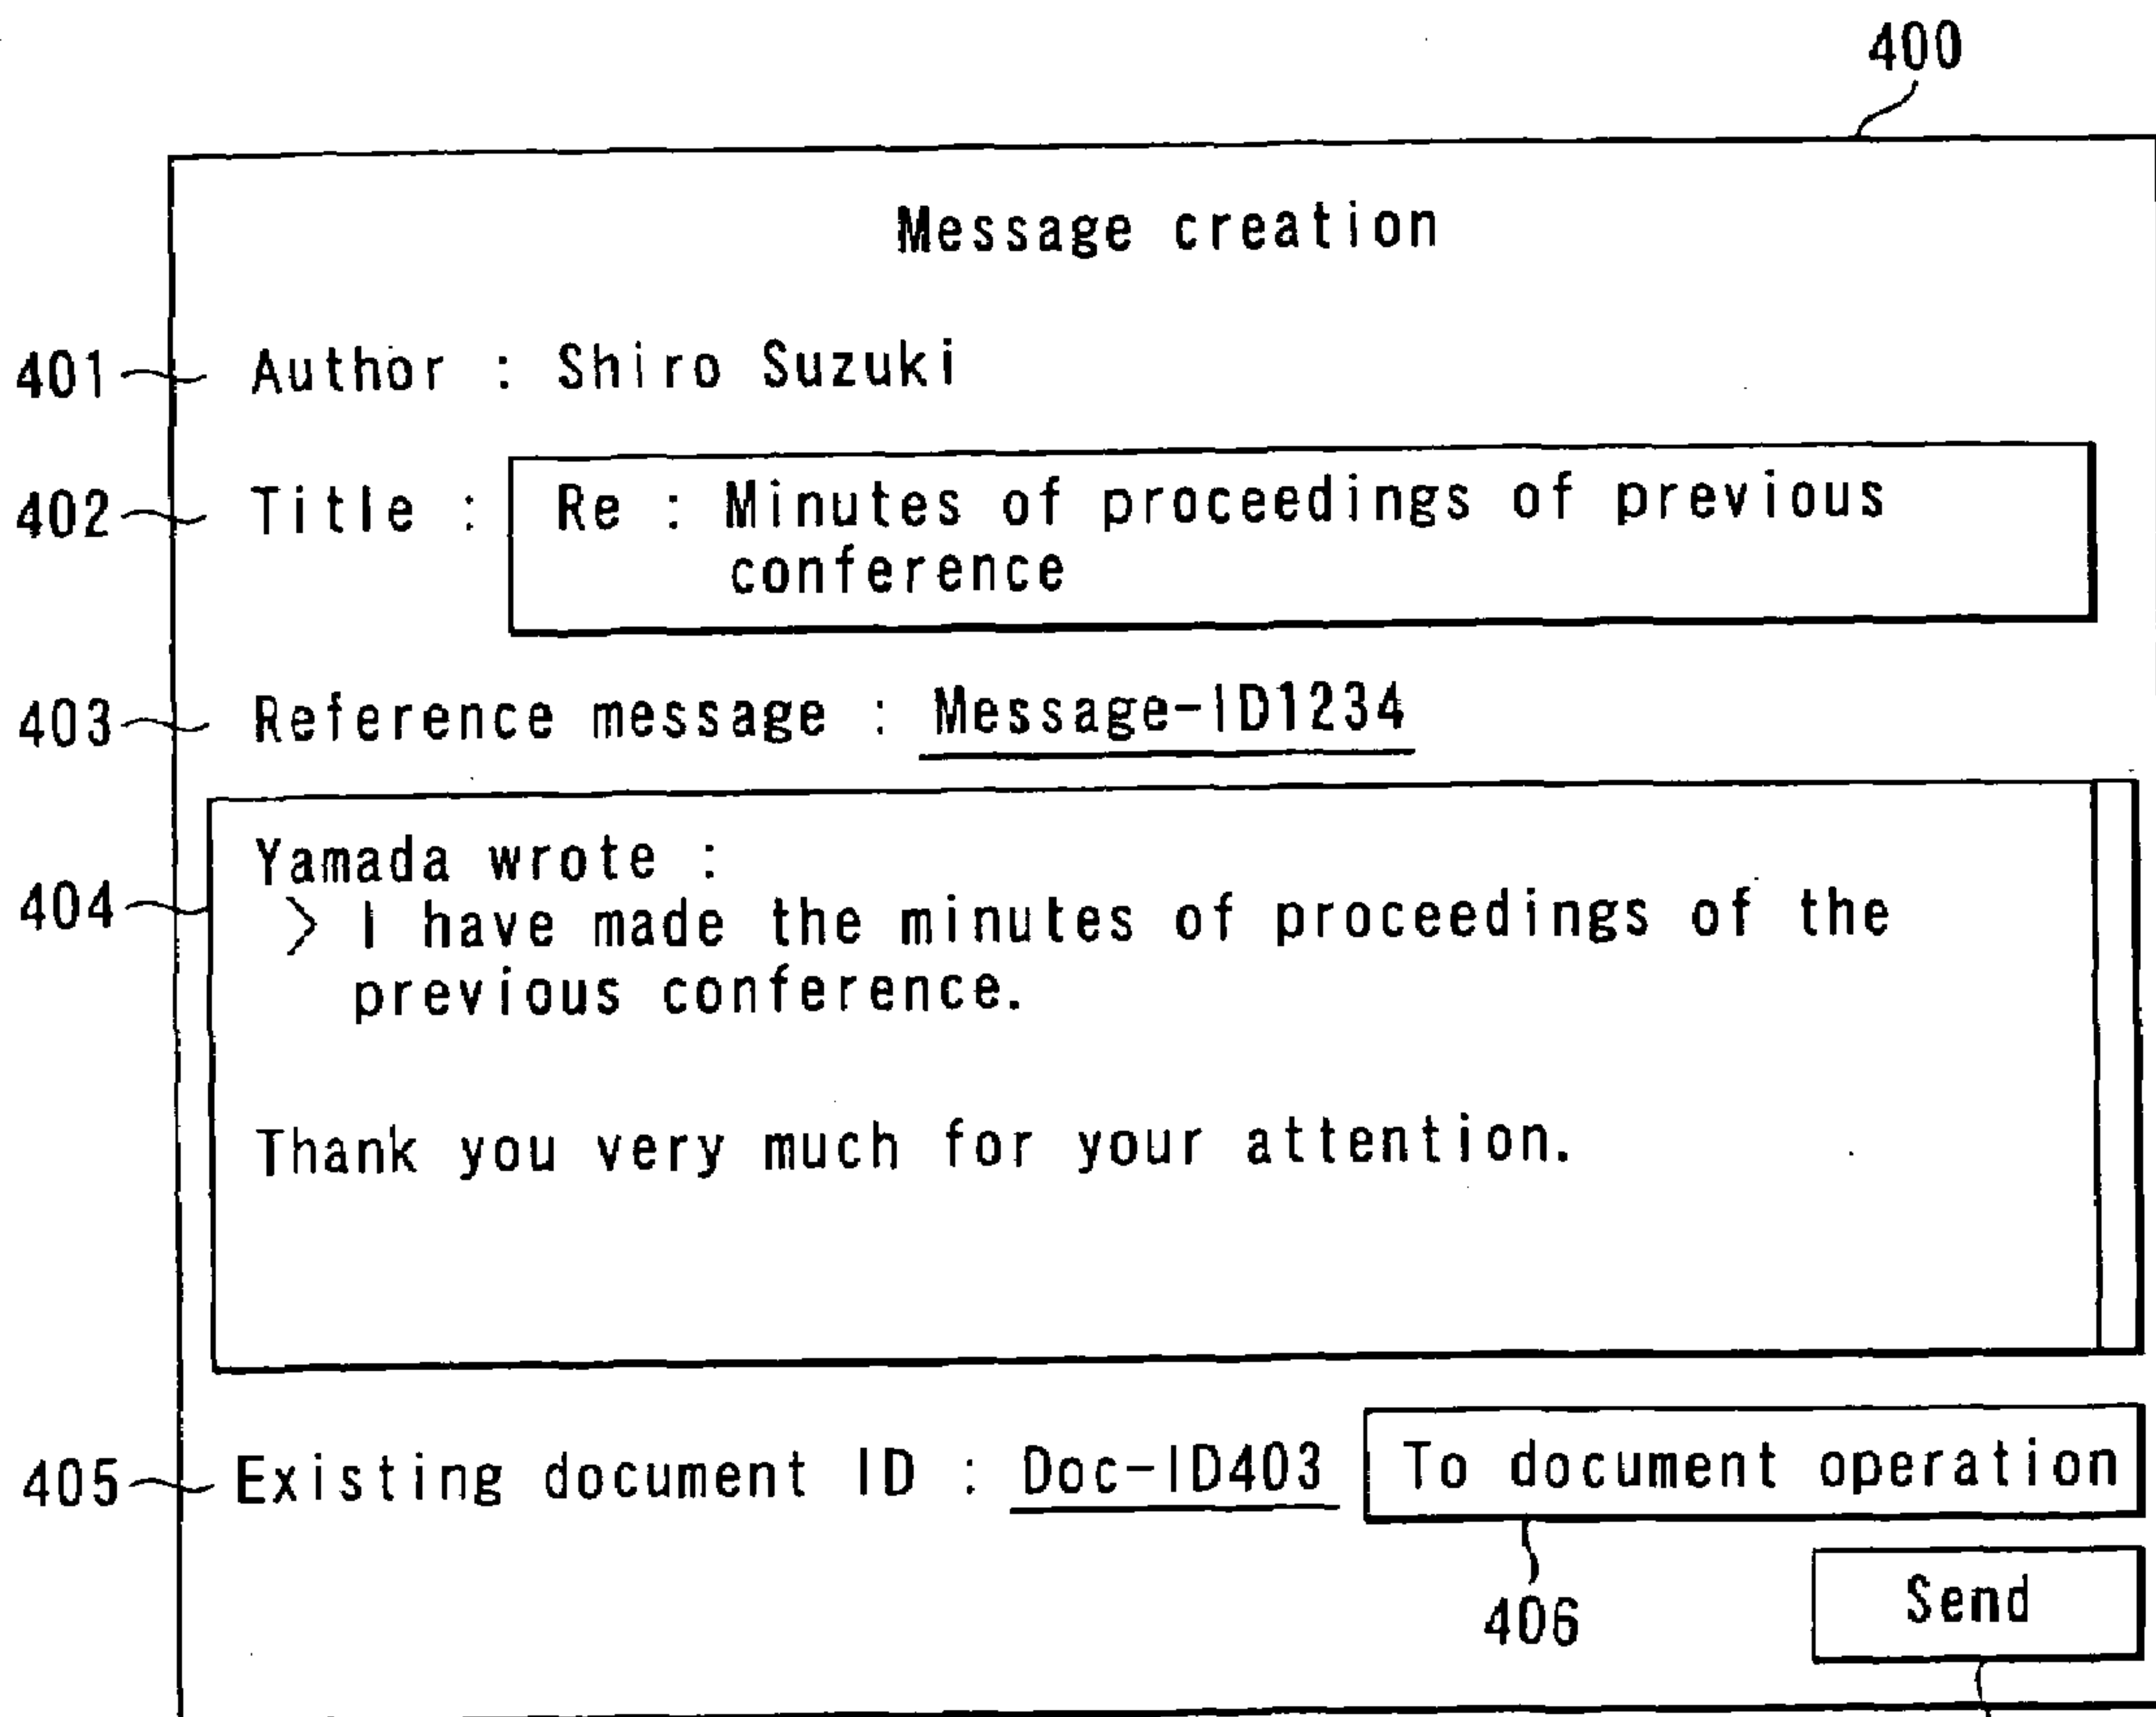 400
Message creation
401 Author : Shiro Suzuki
402 Title : Re : Minutes of proceedings of previous
conference
403 Reference message : Message-ID1234
Yamada wrote :
404 > I have made the minutes of proceedings of the
previous conference.
Thank you very much for your attention.
405 Existing document ID : Doc-ID403 To document operation
406 Send